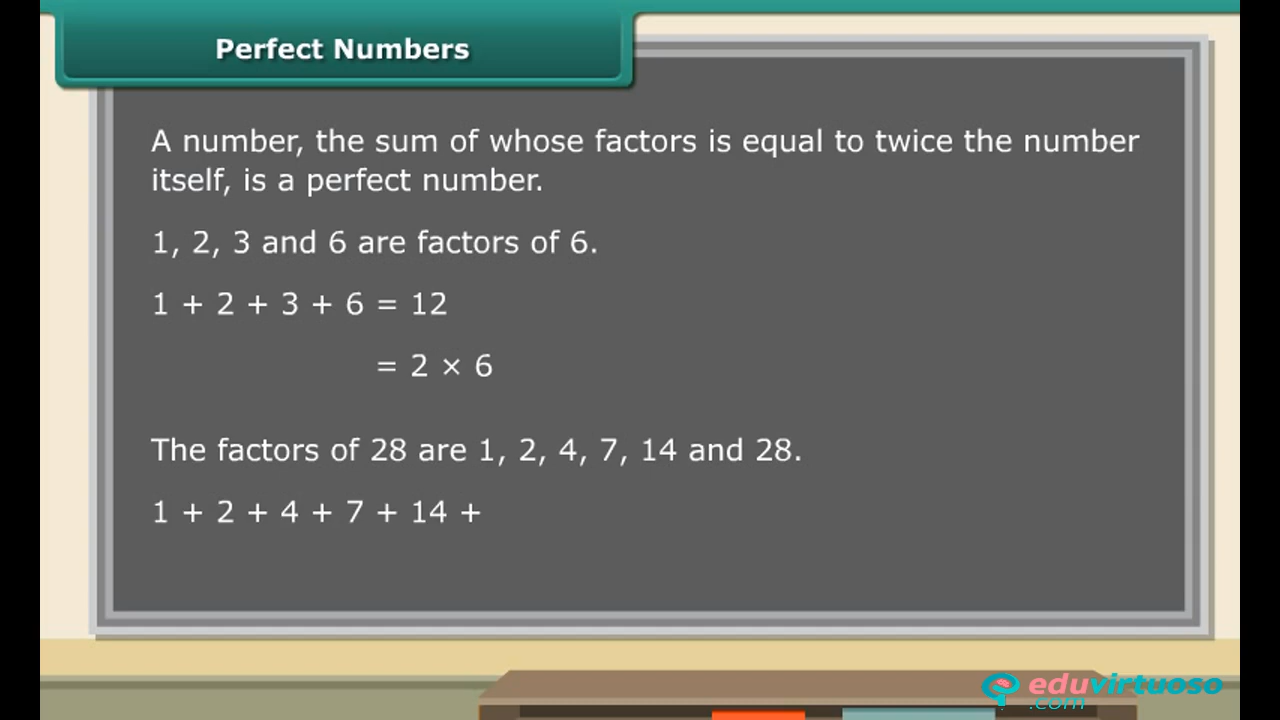 Perfect Numbers
A number, the sum of whose factors is equal to twice the number
itself, is a perfect number.
1, 2, 3 and 6 are factors of 6.
1 + 2 + 3 + 6 = 12
= 2 × 6
The factors of 28 are 1, 2, 4, 7, 14 and 28.
1 + 2 + 4 + 7 + 14 +
eduvirtuoso
.com